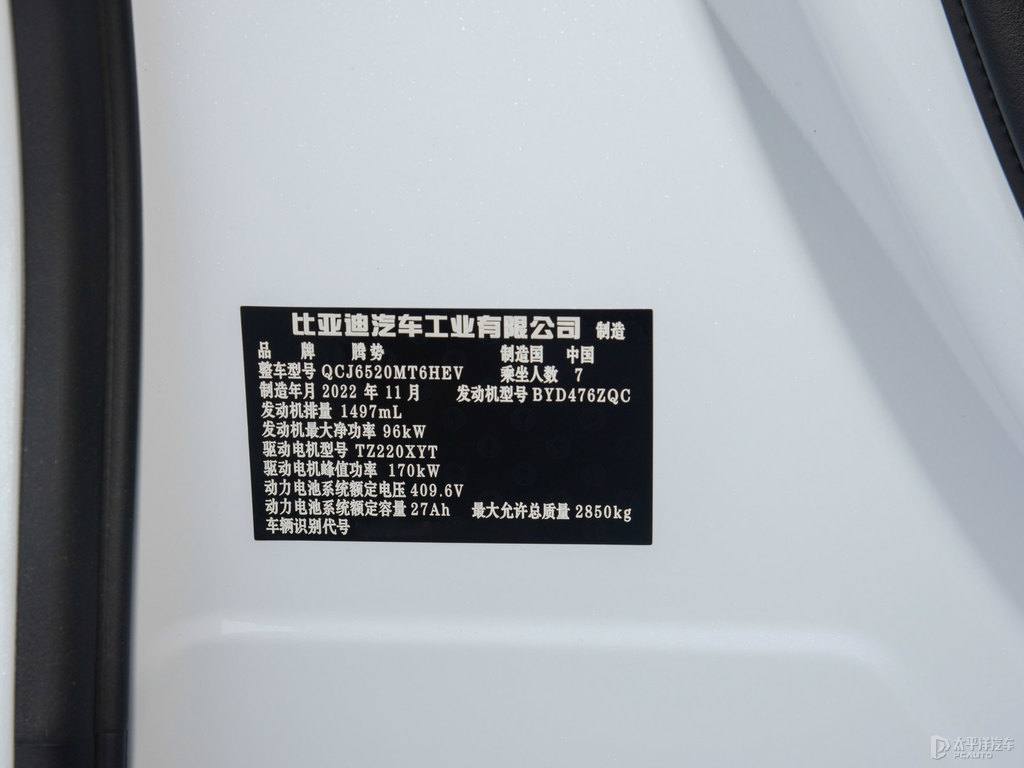 比亚迪汽车工业有限公司 制造
品 牌 腾势 制造国 中国
整车型号 QCJ6520MT6HEV 乘坐人数 7
制造年月 2022 年 11 月 发动机型号 BYD476ZQC
发动机排量 1497mL
发动机最大净功率 96kW
驱动电机型号 TZ220XYT
驱动电机峰值功率 170kW
动力电池系统额定电压 409.6V
动力电池系统额定容量 27Ah 最大允许总质量 2850kg
车辆识别代号
太平洋汽车
PCAUTO